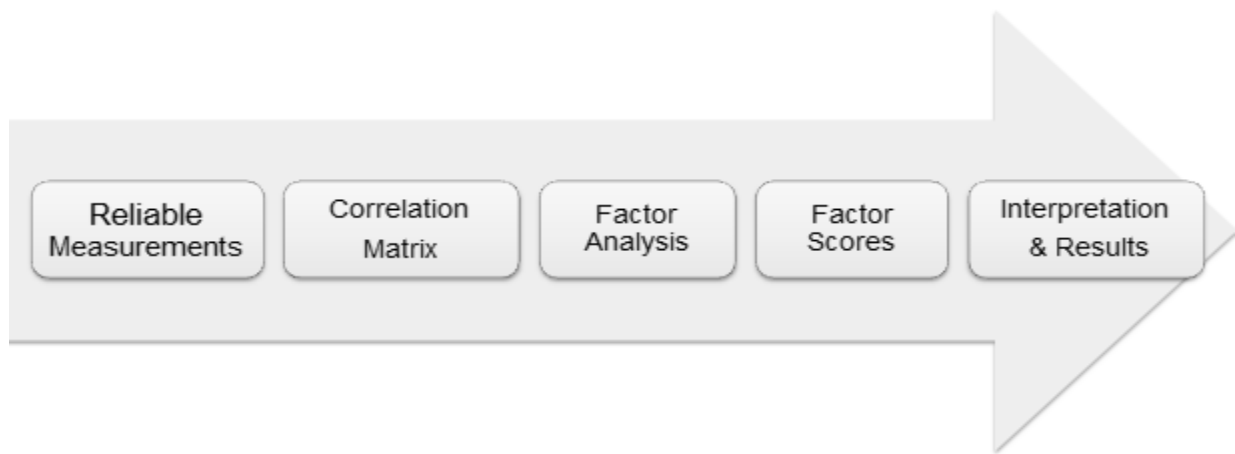 Reliable
Measurements
Correlation
Matrix
Factor
Analysis
Factor
Scores
Interpretation
& Results